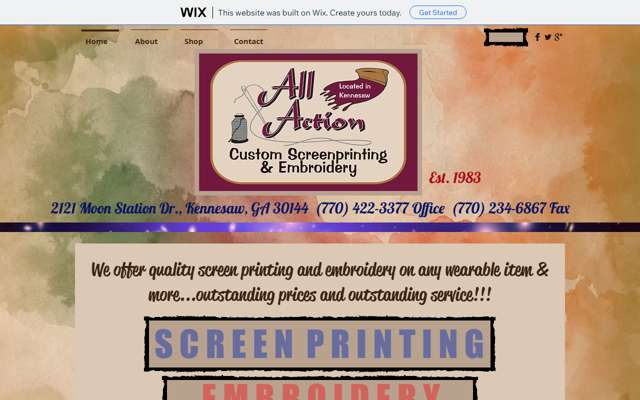 WIX | This website was built on Wix. Create yours today. Get Started
Home About Shop Contact
All
Action
Located in
Kennesaw
Custom Screenprinting
& Embroidery
Est. 1983
2121 Moon Station Dr., Kennesaw, GA 30144 (770) 422-3377 Office (770) 234-6867 Fax
We offer quality screen printing and embroidery on any wearable item &
more...outstanding prices and outstanding service!!!
SCREEN PRINTING
EMBROIDERY